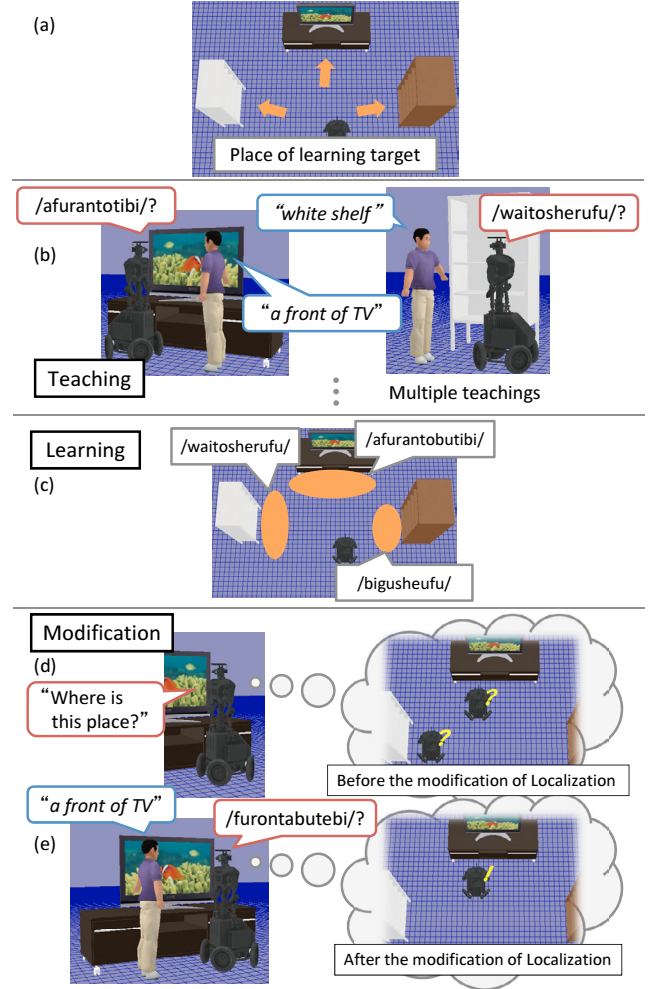 (a)
Place of learning target
/afurantotibi/?
"white shelf"
/waitosherufu/?
(b)
"a front of TV"
Teaching
Multiple teachings
Learning
(c)
/waitosherufu/
/afurantobutibi/
/bigusheufu/
Modification
(d)
"Where is
this place?"
?
?
Before the modification of Localization
"a front of TV"
/furontabutebi/?
(e)
After the modification of Localization